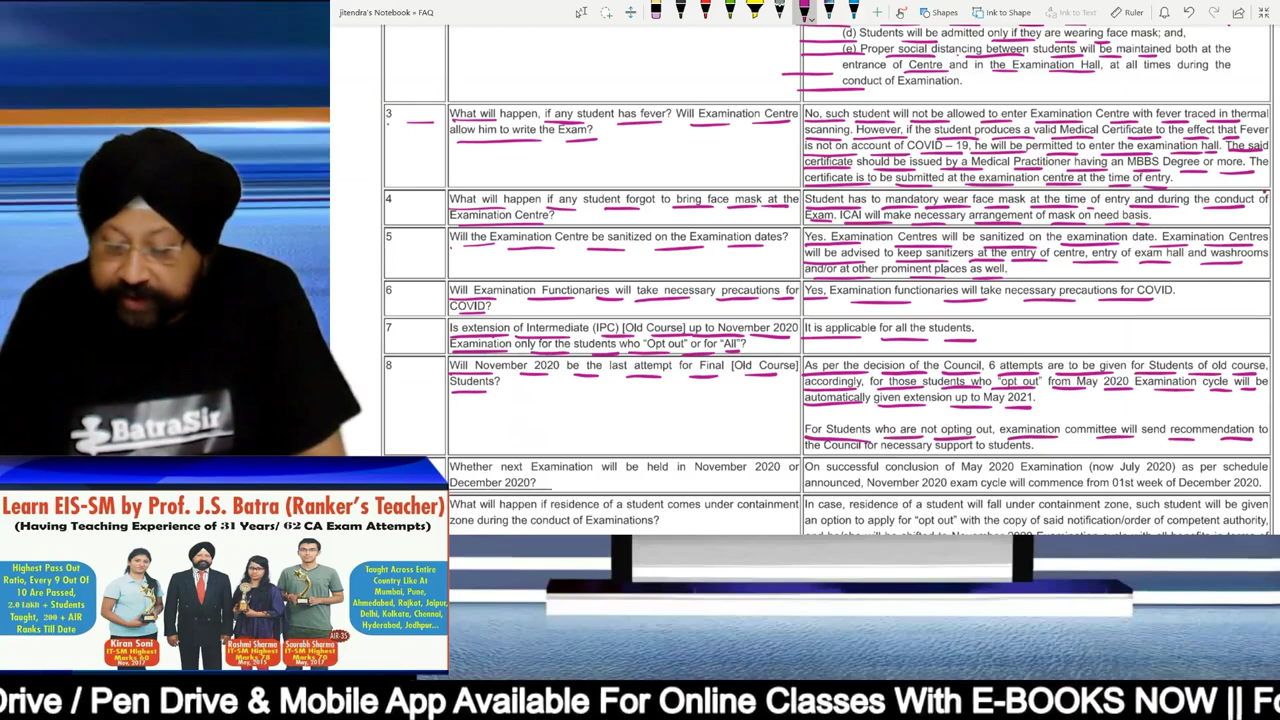 jitendra's Notebook » FAQ
Shapes
Ink to Shape
Ink to Text
Ruler
(d) Students will be admitted only if they are wearing face mask; and,
(e) Proper social distancing between students will be maintained both at the
entrance of Centre and in the Examination Hall, at all times during the
conduct of Examination.
3
What will happen, if any student has fever? Will Examination Centre
allow him to write the Exam?
No, such student will not be allowed to enter Examination Centre with fever traced in thermal
scanning. However, if the student produces a valid Medical Certificate to the effect that Fever
is not on account of COVID – 19, he will be permitted to enter the examination hall. The said
certificate should be issued by a Medical Practitioner having an MBBS Degree or more. The
certificate is to be submitted at the examination centre at the time of entry.
4
What will happen if any student forgot to bring face mask at the
Examination Centre?
Student has to mandatory wear face mask at the time of entry and during the conduct of
Exam. ICAI will make necessary arrangement of mask on need basis.
5
Will the Examination Centre be sanitized on the Examination dates?
Yes. Examination Centres will be sanitized on the examination date. Examination Centres
will be advised to keep sanitizers at the entry of centre, entry of exam hall and washrooms
and/or at other prominent places as well.
6
Will Examination Functionaries will take necessary precautions for
COVID?
Yes, Examination functionaries will take necessary precautions for COVID.
7
Is extension of Intermediate (IPC) [Old Course] up to November 2020
Examination only for the students who "Opt out" or for "All"?
It is applicable for all the students.
8
Will November 2020 be the last attempt for Final [Old Course]
Students?
As per the decision of the Council, 6 attempts are to be given for Students of old course,
accordingly, for those students who "opt out" from May 2020 Examination cycle will be
automatically given extension up to May 2021.
For Students who are not opting out, examination committee will send recommendation to
the Council for necessary support to students.
Whether next Examination will be held in November 2020 or
December 2020?
On successful conclusion of May 2020 Examination (now July 2020) as per schedule
announced, November 2020 exam cycle will commence from 01st week of December 2020.
What will happen if residence of a student comes under containment
zone during the conduct of Examinations?
In case, residence of a student will fall under containment zone, such student will be given
an option to apply for "opt out" with the copy of said notification/order of competent authority,
BatraSir
Learn EIS-SM by Prof. J.S. Batra (Ranker's Teacher)
(Having Teaching Experience of 31 Years/ 62 CA Exam Attempts)
Highest Pass Out
Ratio, Every 9 Out Of
10 Are Passed,
2.0 Lakh + Students
Taught, 200 + AIR
Ranks Till Date
Taught Across Entire
Country Like At
Mumbai, Pune,
Ahmedabad, Rajkot, Jaipur,
Delhi, Kolkata, Chennai,
Hyderabad, Jodhpur...
AIR-35
Kiran Soni
IT-SM Highest
Marks 60
Nov, 2017
Rashmi Sharma
IT-SM Highest
Marks 78
May, 2015
Saurabh Sharma
IT-SM Highest
Marks 70
May, 2017
Drive / Pen Drive & Mobile App Available For Online Classes With E-BOOKS NOW || Fo